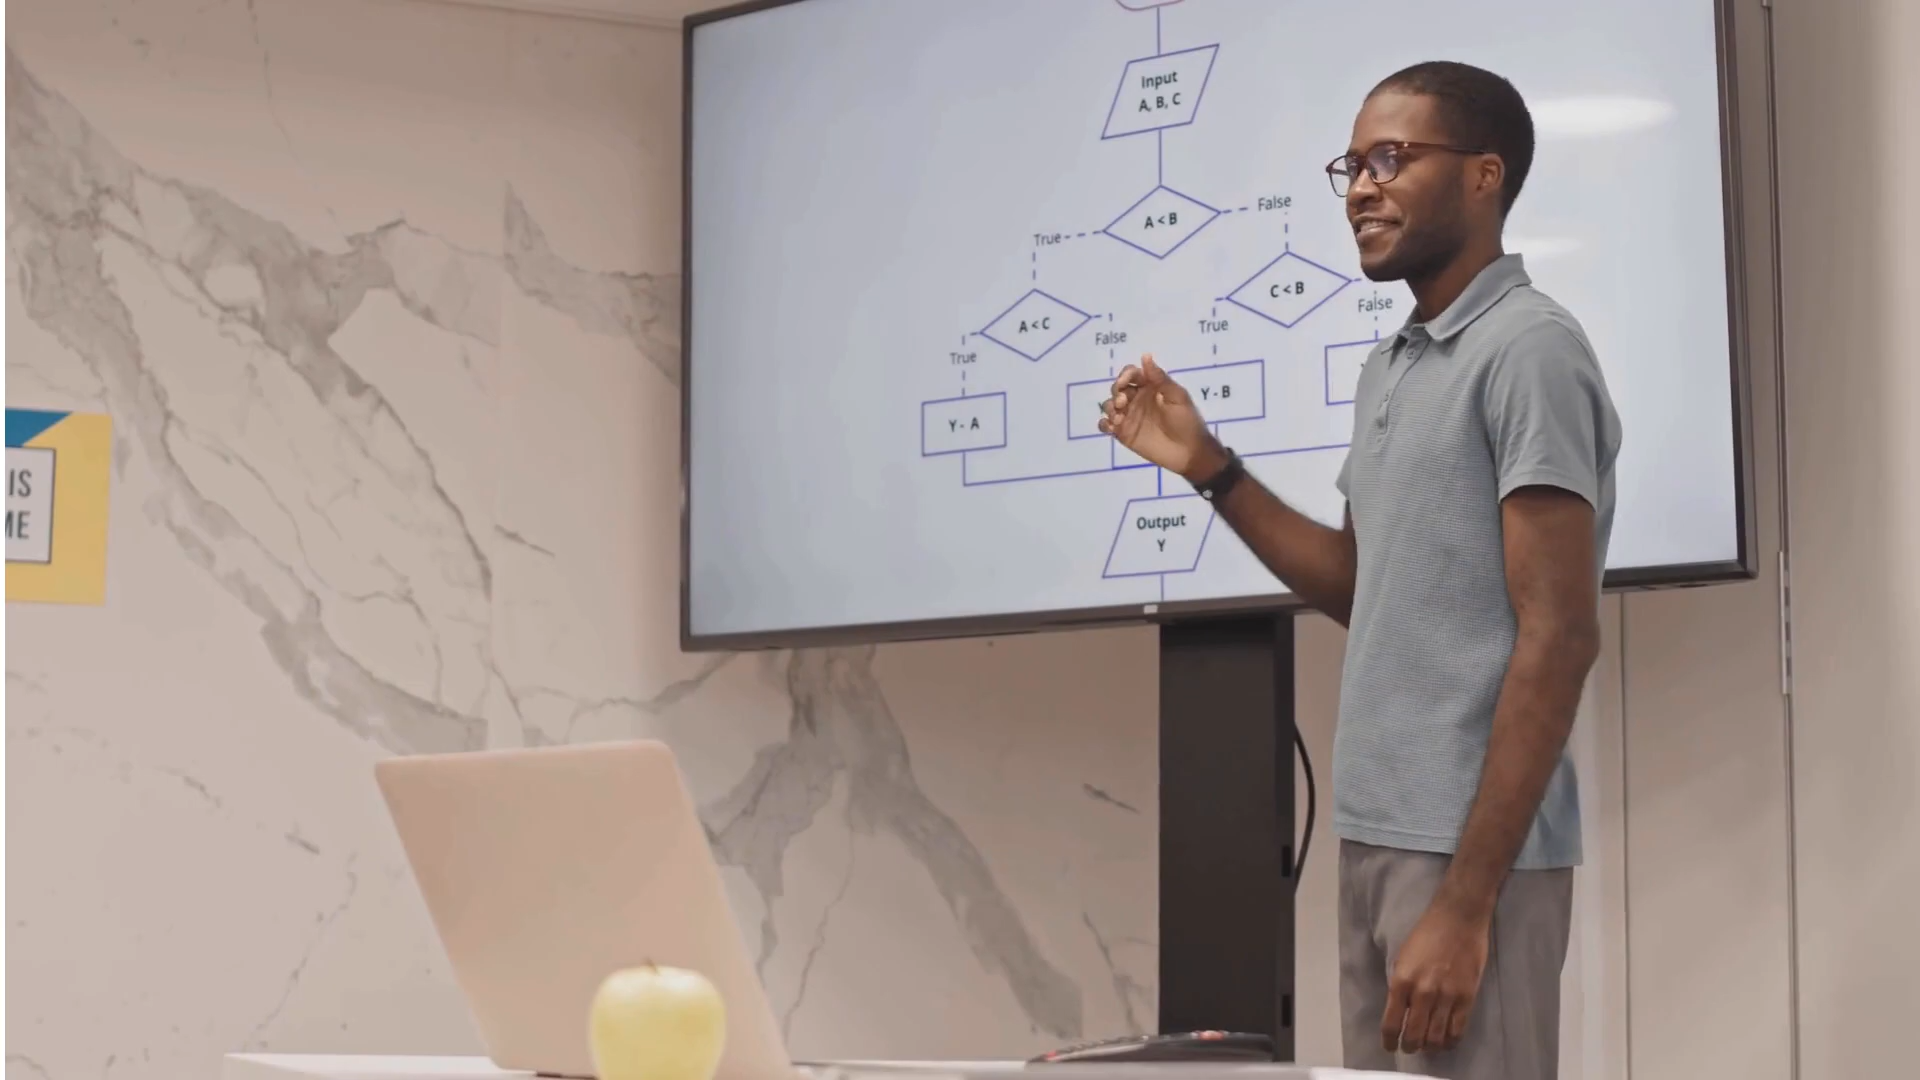 Input
A, B, C
A < B
False
True
C < B
A < C
False
True
False
True
Y - B
Y - A
Output
Y
IS
ME